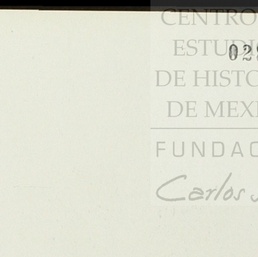 CENTRO
ESTUDI
02
DE HISTO
DE MEX
FUNDAC
Carlos